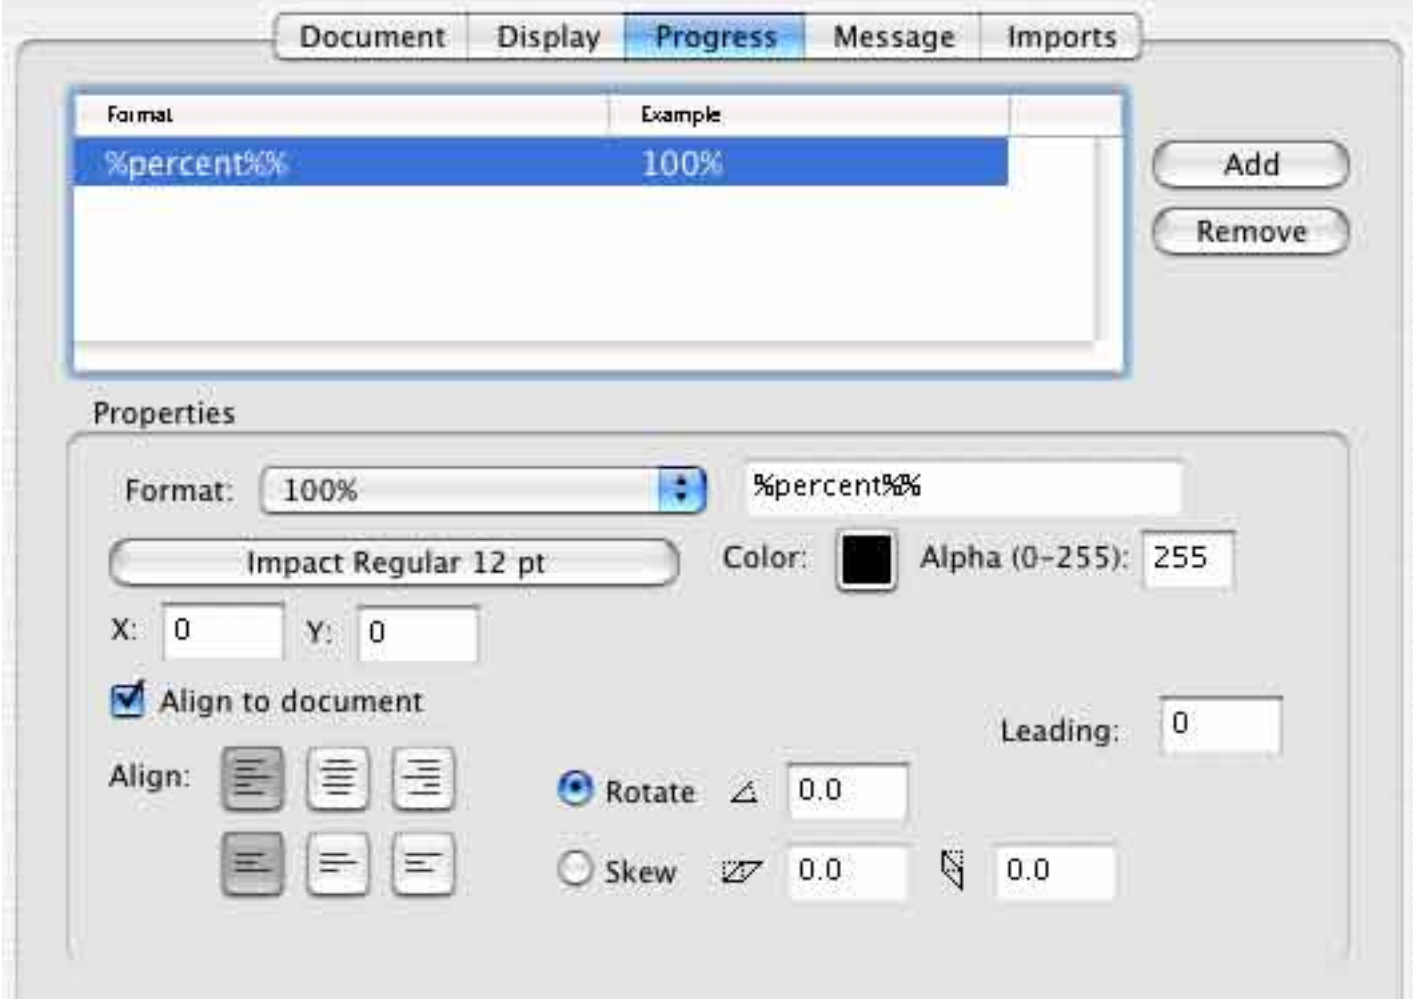 Document Display Progress Message Imports
Format Example
%percent%% 100%
Add
Remove
Properties
Format: 100% %percent%%
Impact Regular 12 pt Color: Alpha (0-255): 255
X: 0 Y: 0
Align to document
Leading: 0
Align:
Rotate 0.0
Skew 0.0 0.0